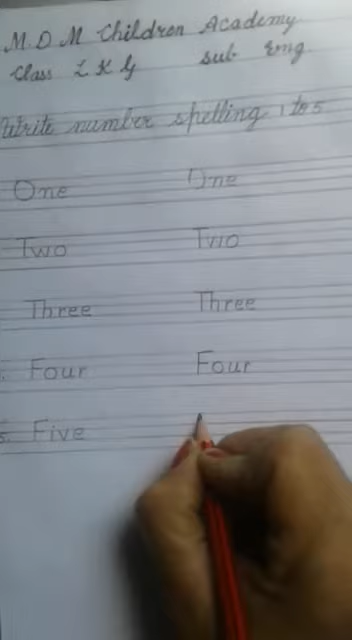 M.D.M Children Academy
Class L K G Sub Eng
Write number spelling 1 to 5
One One
Two Two
Three Three
Four Four
5. Five